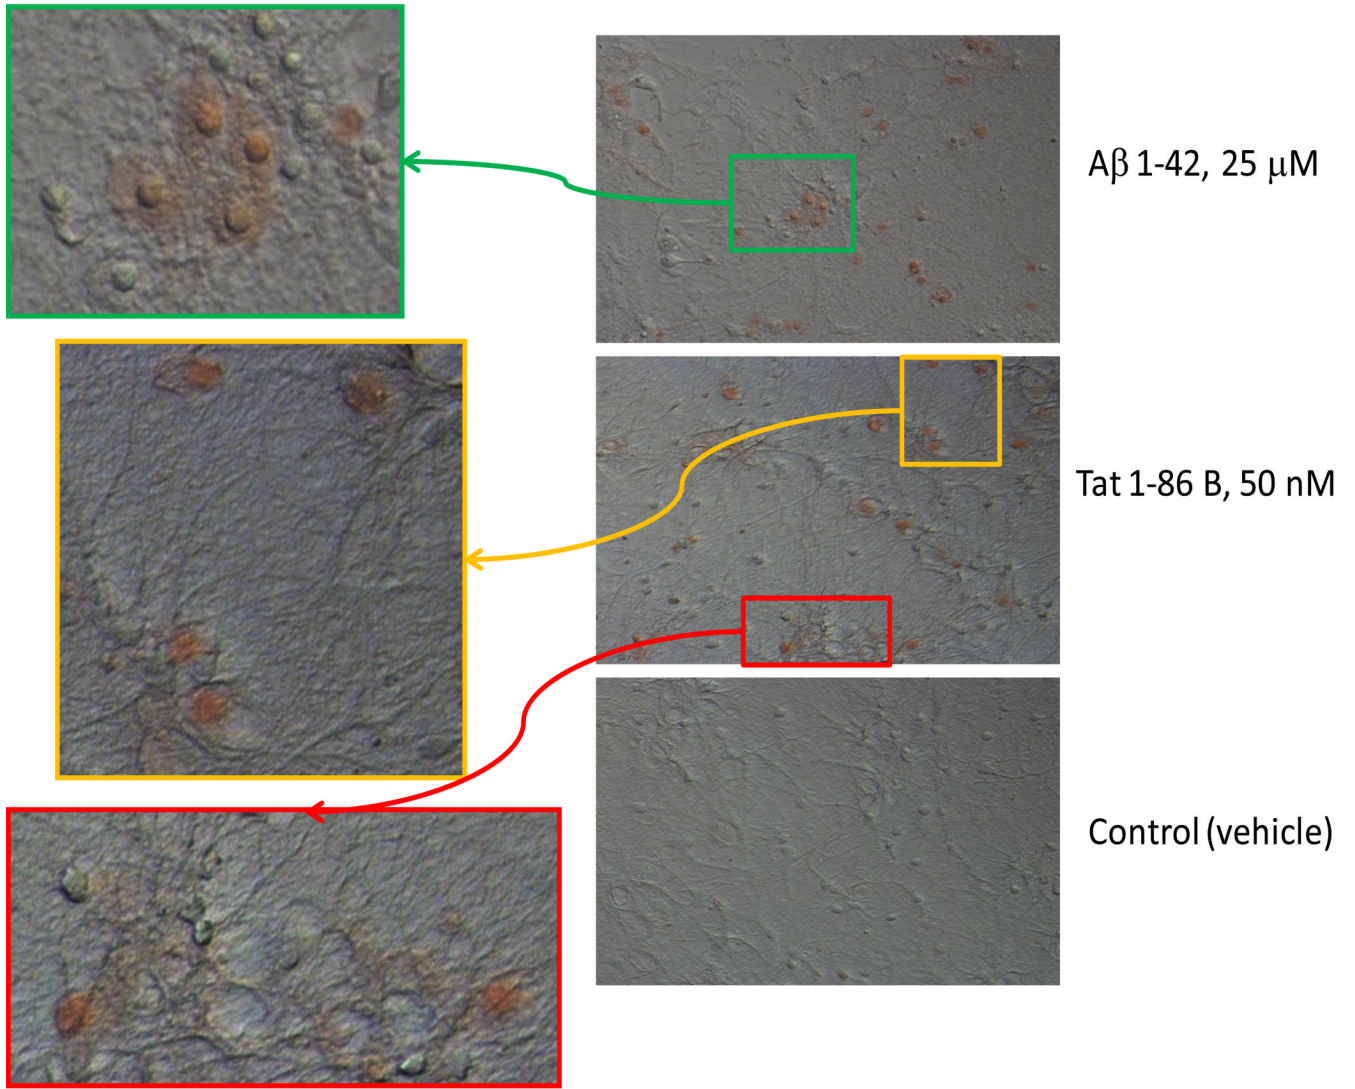 Aβ 1-42, 25 μM
Tat 1-86 B, 50 nM
Control (vehicle)